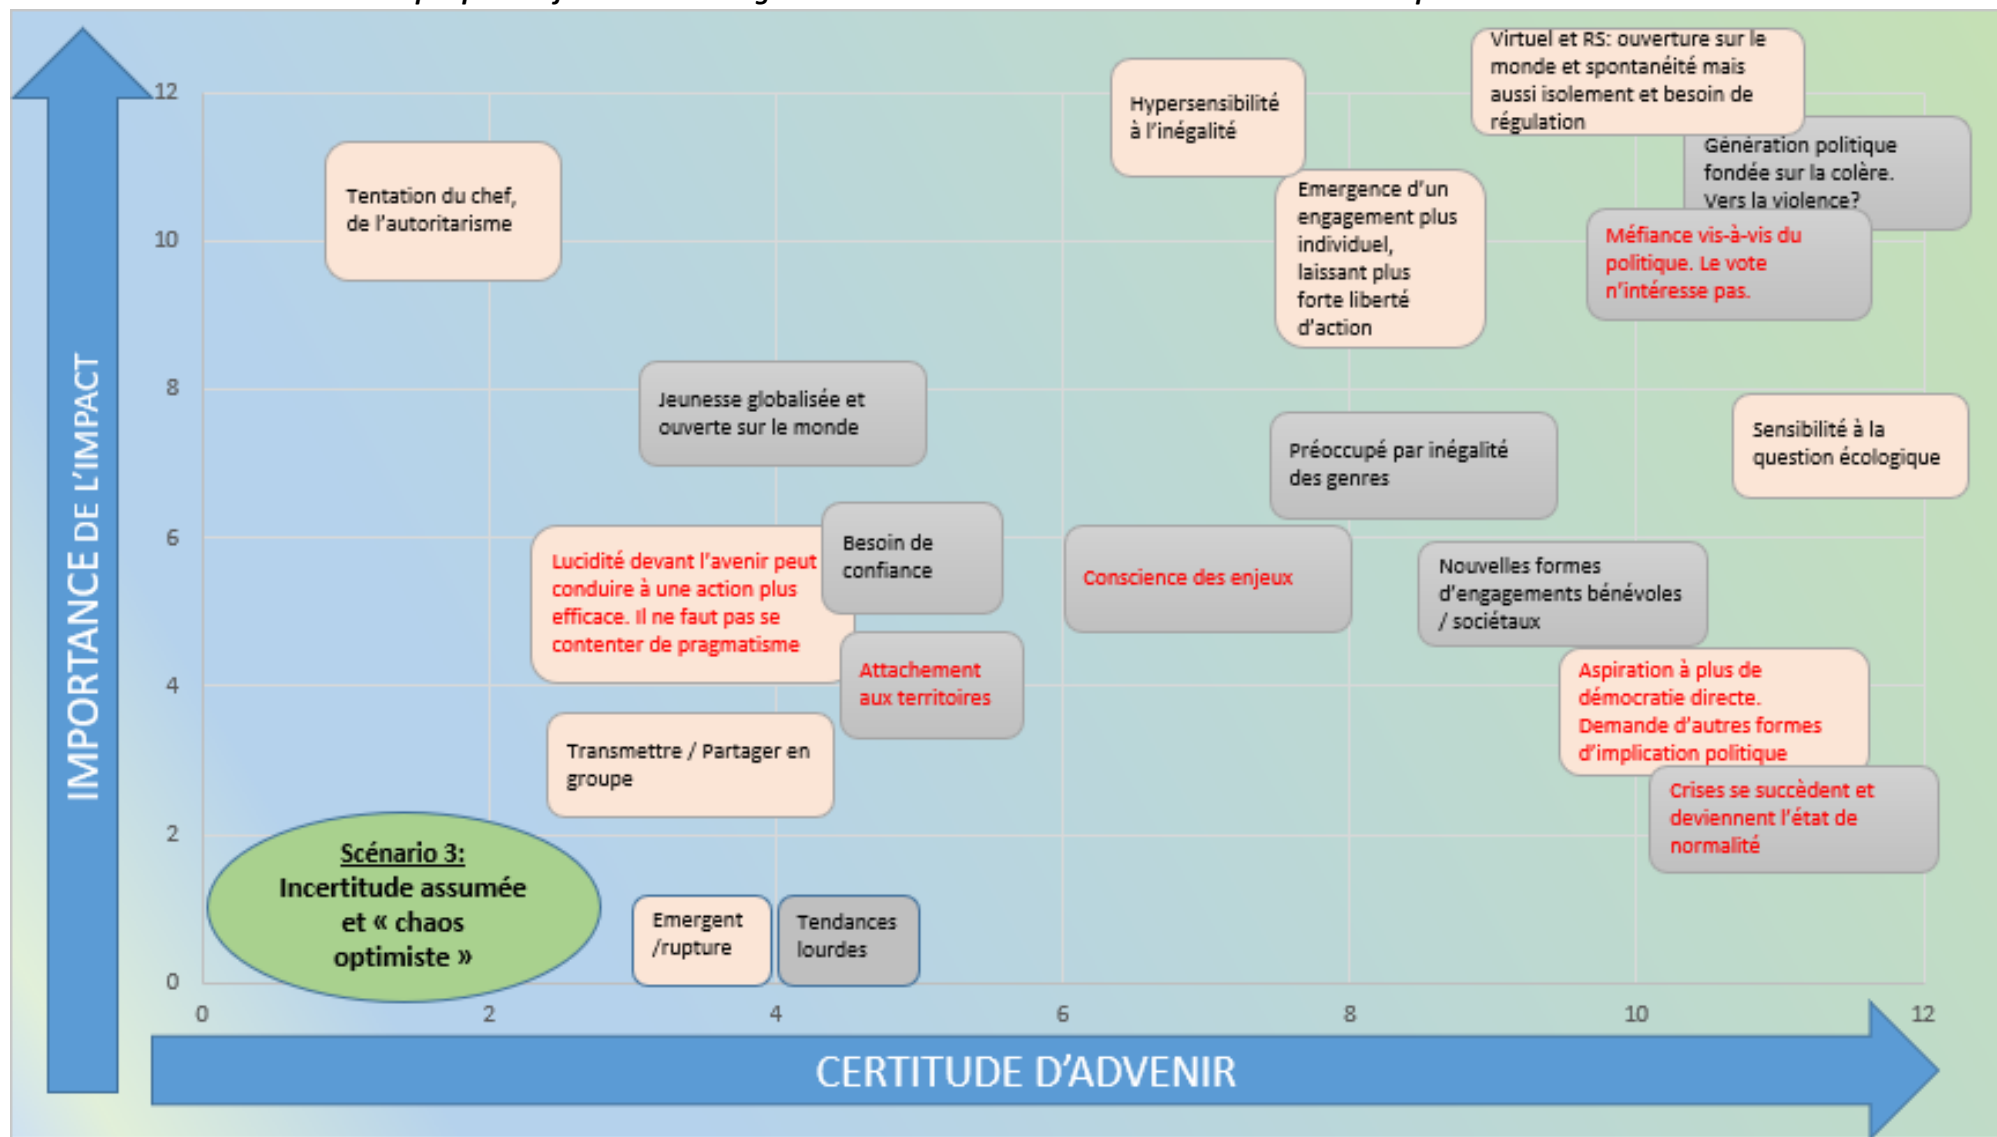 12
10
8
6
4
2
0
0
2
4
6
8
10
12
IMPORTANCE DE L'IMPACT
CERTITUDE D'ADVENIR
Virtuel et RS: ouverture sur le
monde et spontanéité mais
aussi isolement et besoin de
régulation
Hypersensibilité
à l'inégalité
Génération politique
fondée sur la colère.
Vers la violence?
Tentation du chef,
de l'autoritarisme
Emergence d'un
engagement plus
individuel,
laissant plus
forte liberté
d'action
Méfiance vis-à-vis du
politique. Le vote
n'intéresse pas.
Jeunesse globalisée et
ouverte sur le monde
Préoccupé par inégalité
des genres
Sensibilité à la
question écologique
Lucidité devant l'avenir peut
conduire à une action plus
efficace. Il ne faut pas se
contenter de pragmatisme
Besoin de
confiance
Conscience des enjeux
Nouvelles formes
d'engagements bénévoles
/ sociétaux
Attachement
aux territoires
Aspiration à plus de
démocratie directe.
Demande d'autres formes
d'implication politique
Transmettre / Partager en
groupe
Crises se succèdent et
deviennent l'état de
normalité
Scénario 3:
Incertitude assumée
et « chaos
optimiste »
Emergent
/rupture
Tendances
lourdes